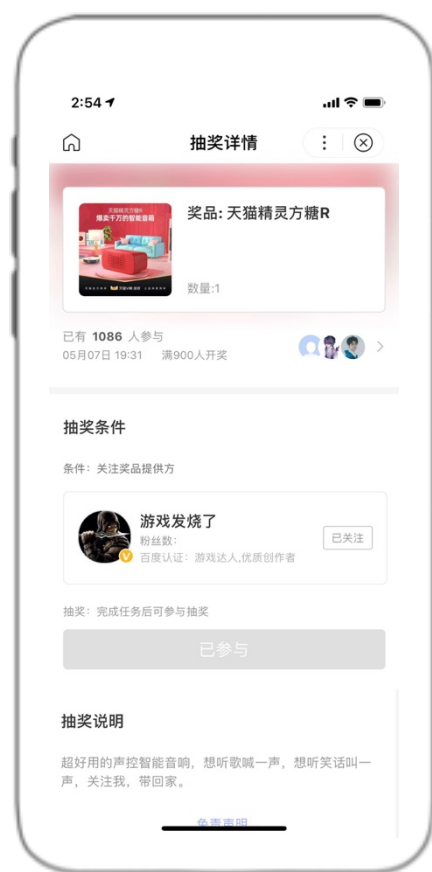 2:54
抽奖详情
天猫精灵方糖R
爆卖千万的智能音箱
奖品: 天猫精灵方糖R
数量:1
已有 1086 人参与
05月07日 19:31 满900人开奖
抽奖条件
条件: 关注奖品提供方
游戏发烧了
粉丝数:
百度认证: 游戏达人,优质创作者
已关注
抽奖: 完成任务后可参与抽奖
已参与
抽奖说明
超好用的声控智能音响，想听歌喊一声，想听笑话叫一
声，关注我，带回家。
免责声明